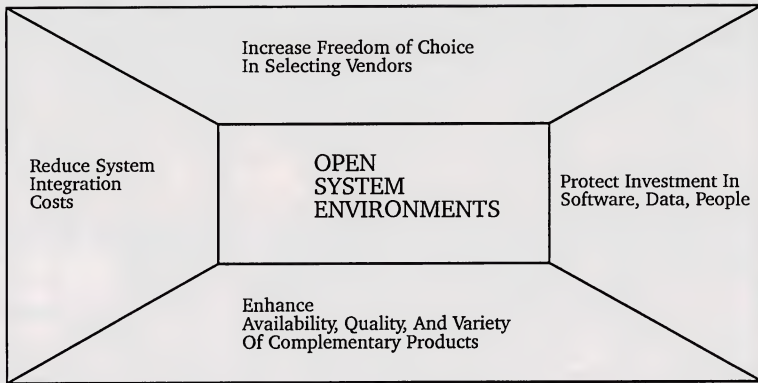 Increase Freedom of Choice
In Selecting Vendors
Reduce System
Integration
Costs
OPEN
SYSTEM
ENVIRONMENTS
Protect Investment In
Software, Data, People
Enhance
Availability, Quality, And Variety
Of Complementary Products